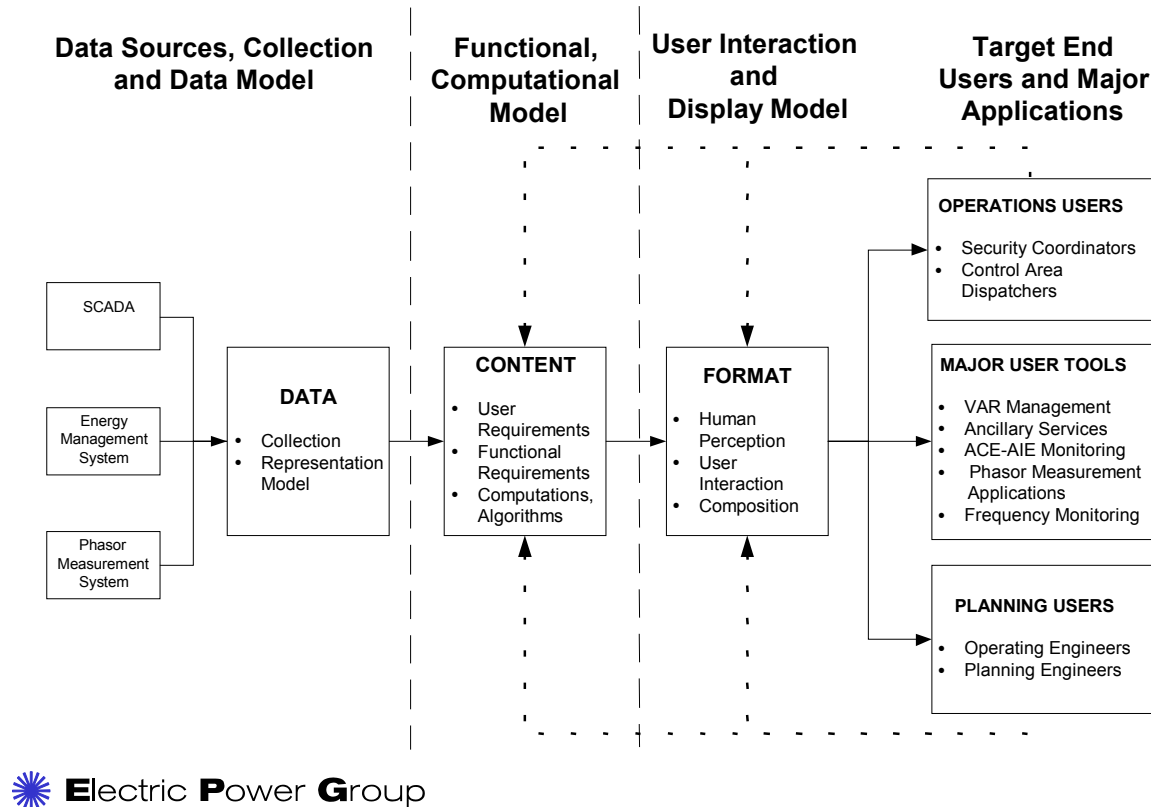 Data Sources, Collection
and Data Model
Functional,
Computational
Model
User Interaction
and
Display Model
Target End
Users and Major
Applications
SCADA
Energy
Management
System
Phasor
Measurement
System
DATA
• Collection
• Representation
Model
CONTENT
• User
Requirements
• Functional
Requirements
• Computations,
Algorithms
FORMAT
• Human
Perception
• User
Interaction
• Composition
OPERATIONS USERS
• Security Coordinators
• Control Area
Dispatchers
MAJOR USER TOOLS
• VAR Management
• Ancillary Services
• ACE-AIE Monitoring
• Phasor Measurement
Applications
• Frequency Monitoring
PLANNING USERS
• Operating Engineers
• Planning Engineers
Electric Power Group